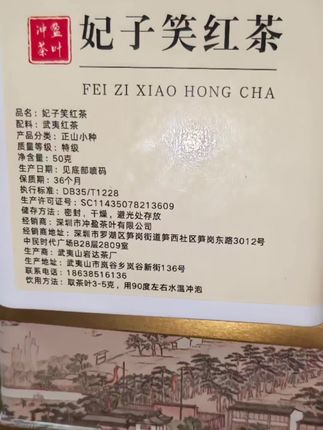 冲盈
茶叶
妃子笑红茶
FEI ZI XIAO HONG CHA
品名：妃子笑红茶
配料：武夷红茶
产品分类：正山小种
质量等级：特级
净含量：50克
生产日期：见底部喷码
保质期：36个月
执行标准：DB35/T1228
生产许可证号：SC11435078213609
储存方法：密封，干燥，避光处存放
经销商：深圳市冲盈茶叶有限公司
经销商地址：深圳市罗湖区笋岗街道笋西社区笋岗东路3012号
中民时代广场B28层2809室
生产商：武夷山岩达茶厂
生产地址：武夷山市岚谷乡岚谷新街136号
联系电话：18638516136
饮用方法：取茶叶3-5克，用90度左右水温冲泡